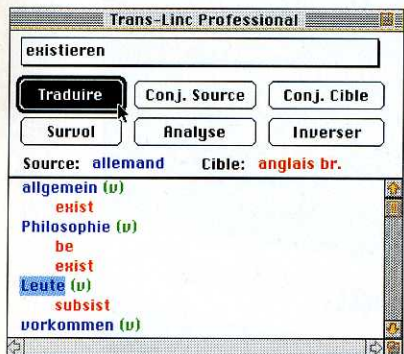 Trans-Linc Professional
existieren
Traduire Conj. Source Conj. Cible
Survol Analyse Inverser
Source: allemand Cible: anglais br.
allgemein (v)
exist
Philosophie (v)
be
exist
Leute (v)
subsist
vorkommen (v)